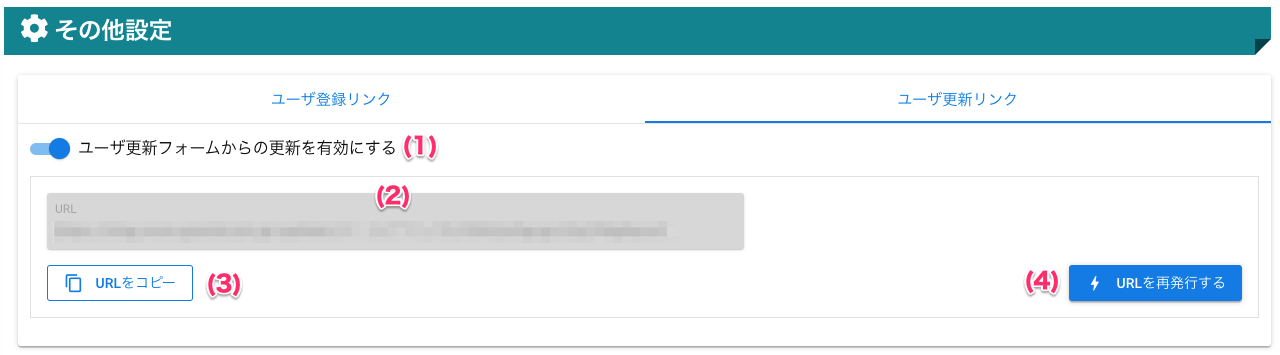 その他設定
ユーザ登録リンク
ユーザ更新リンク
ユーザ更新フォームからの更新を有効にする (1)
(2)
URL
URLをコピー (3)
(4) URLを再発行する